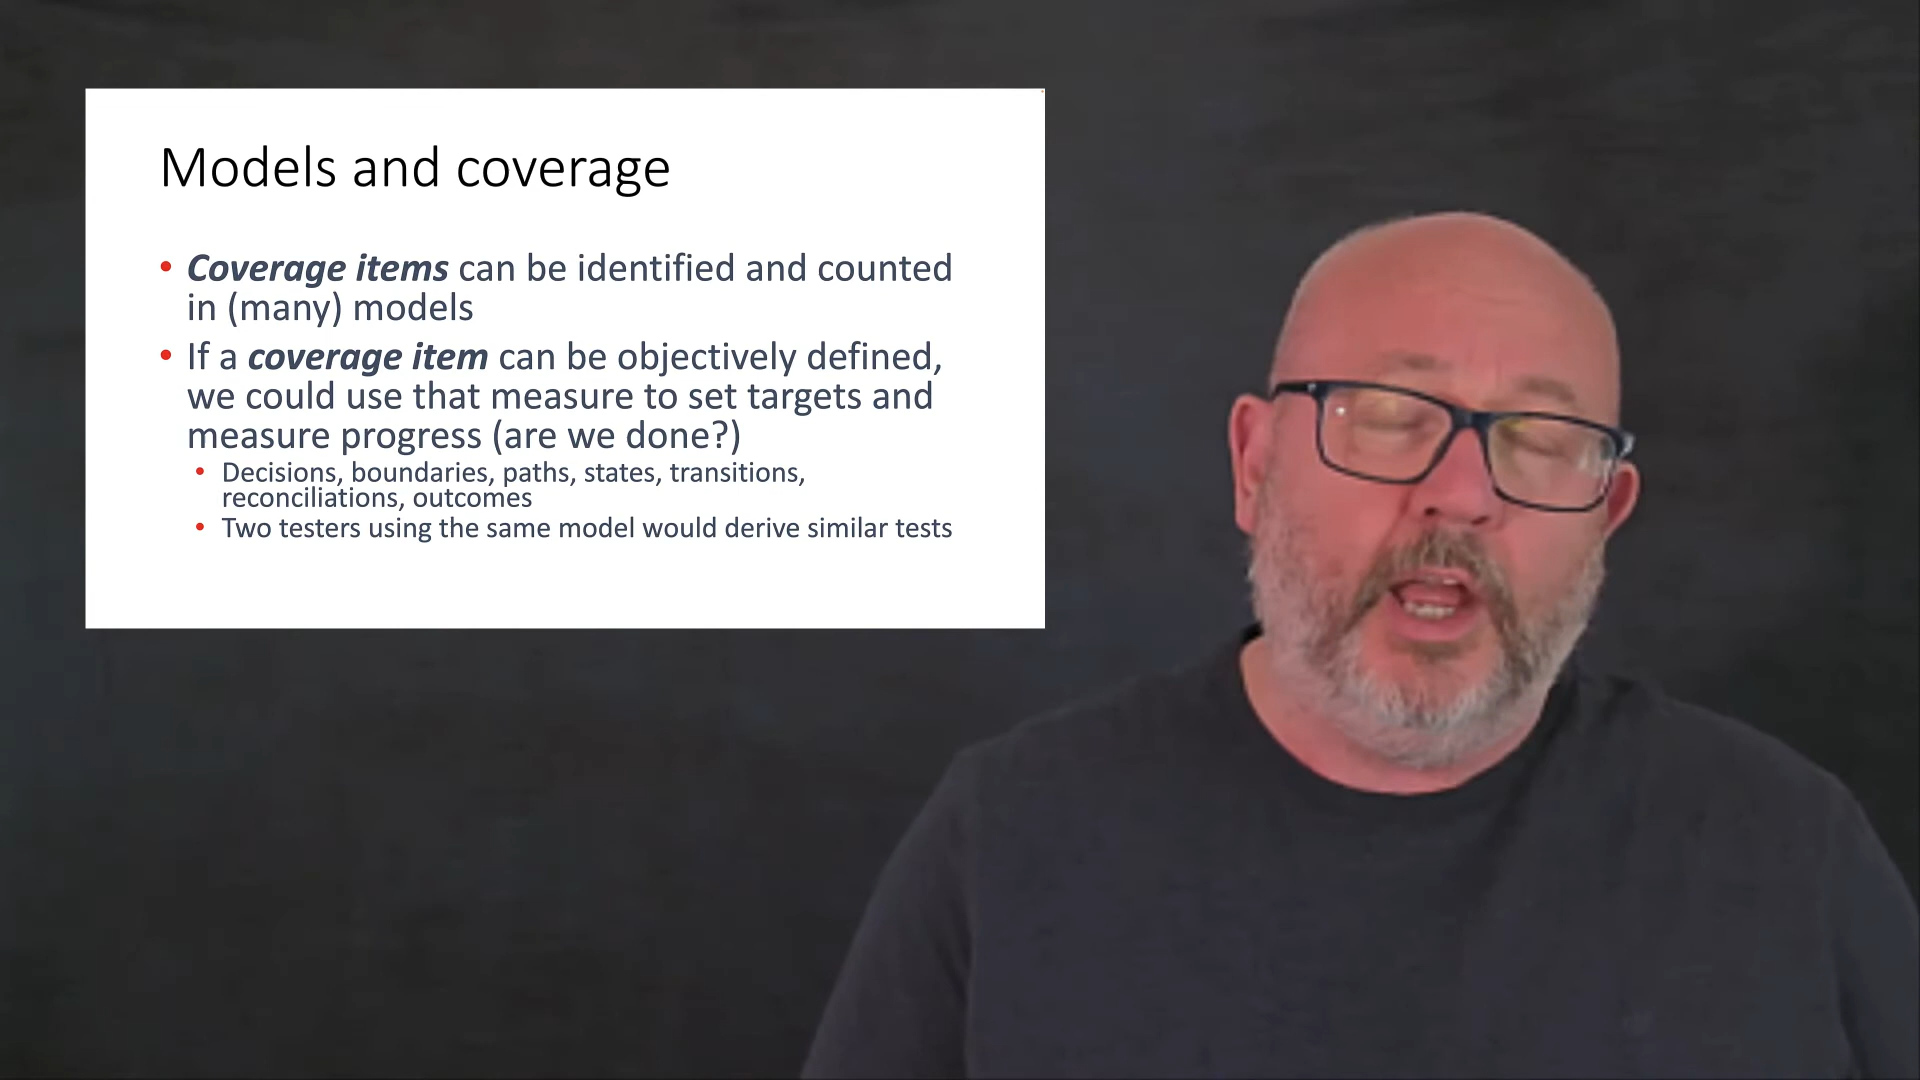 Models and coverage
• Coverage items can be identified and counted
in (many) models
• If a coverage item can be objectively defined,
we could use that measure to set targets and
measure progress (are we done?)
• Decisions, boundaries, paths, states, transitions,
reconciliations, outcomes
• Two testers using the same model would derive similar tests